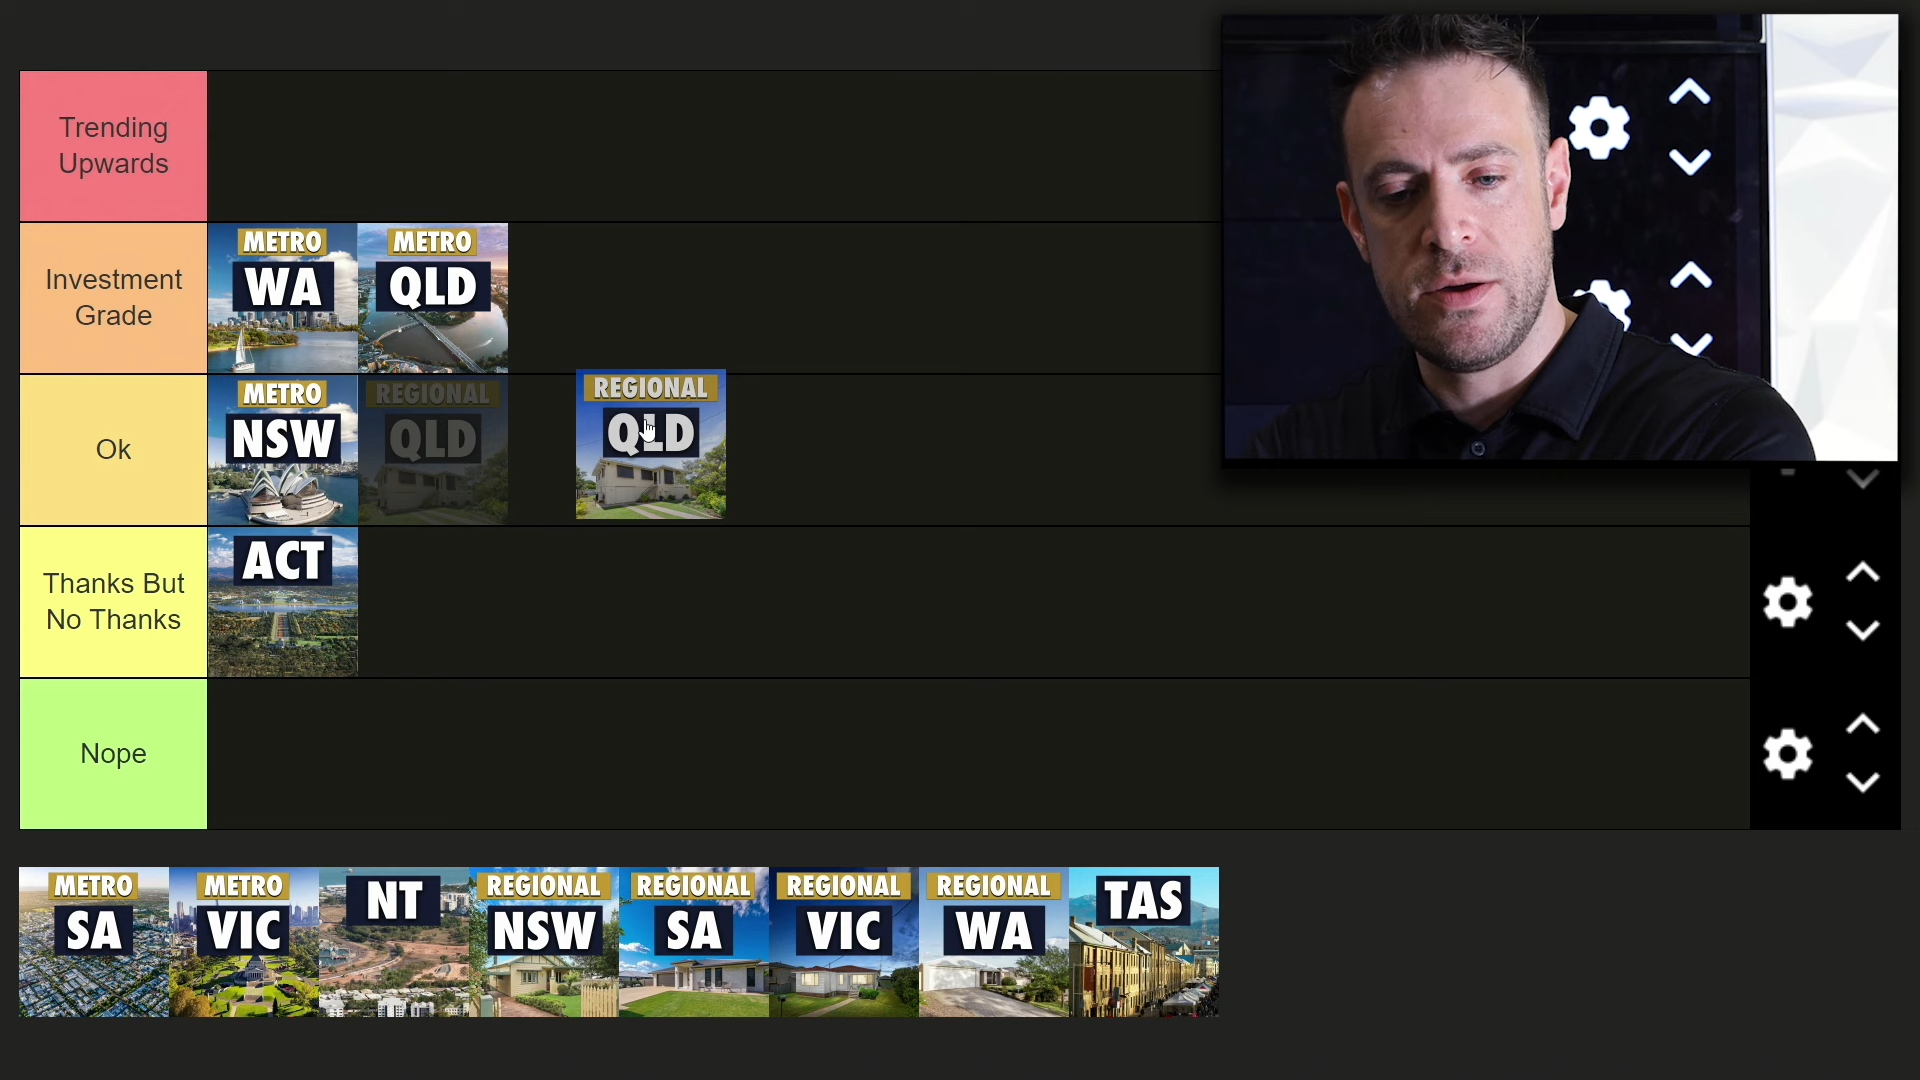 Trending
Upwards
Investment
Grade
METRO
WA
METRO
QLD
Ok
METRO
NSW
REGIONAL
QLD
REGIONAL
QLD
Thanks But
No Thanks
ACT
Nope
METRO
SA
METRO
VIC
NT
REGIONAL
NSW
REGIONAL
SA
REGIONAL
VIC
REGIONAL
WA
TAS